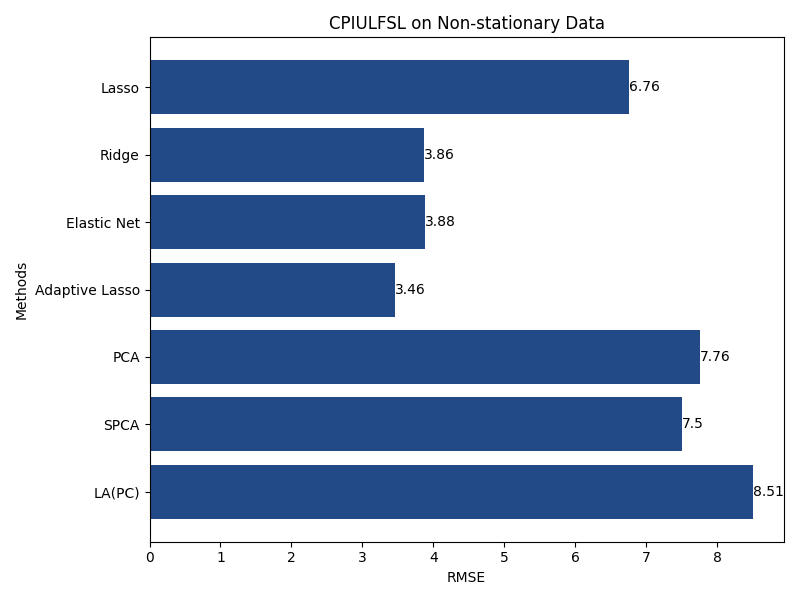 CPIULFSL on Non-stationary Data
Methods
Lasso
6.76
Ridge
3.86
Elastic Net
3.88
Adaptive Lasso
3.46
PCA
7.76
SPCA
7.5
LA(PC)
8.51
0 1 2 3 4 5 6 7 8
RMSE